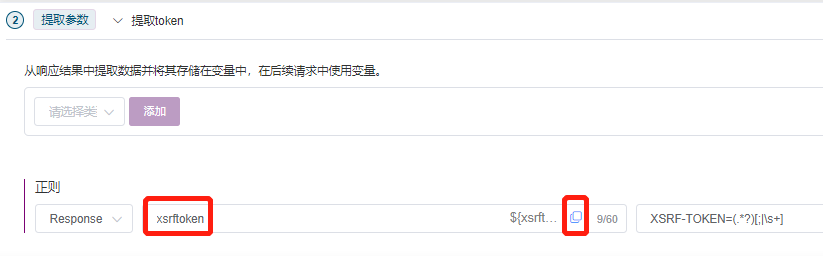 2 提取参数 提取token
从响应结果中提取数据并将其存储在变量中，在后续请求中使用变量。
请选择类 添加
正则
Response xsrftoken ${xsrft... 9/60 XSRF-TOKEN=(.*?)[;|\s+]